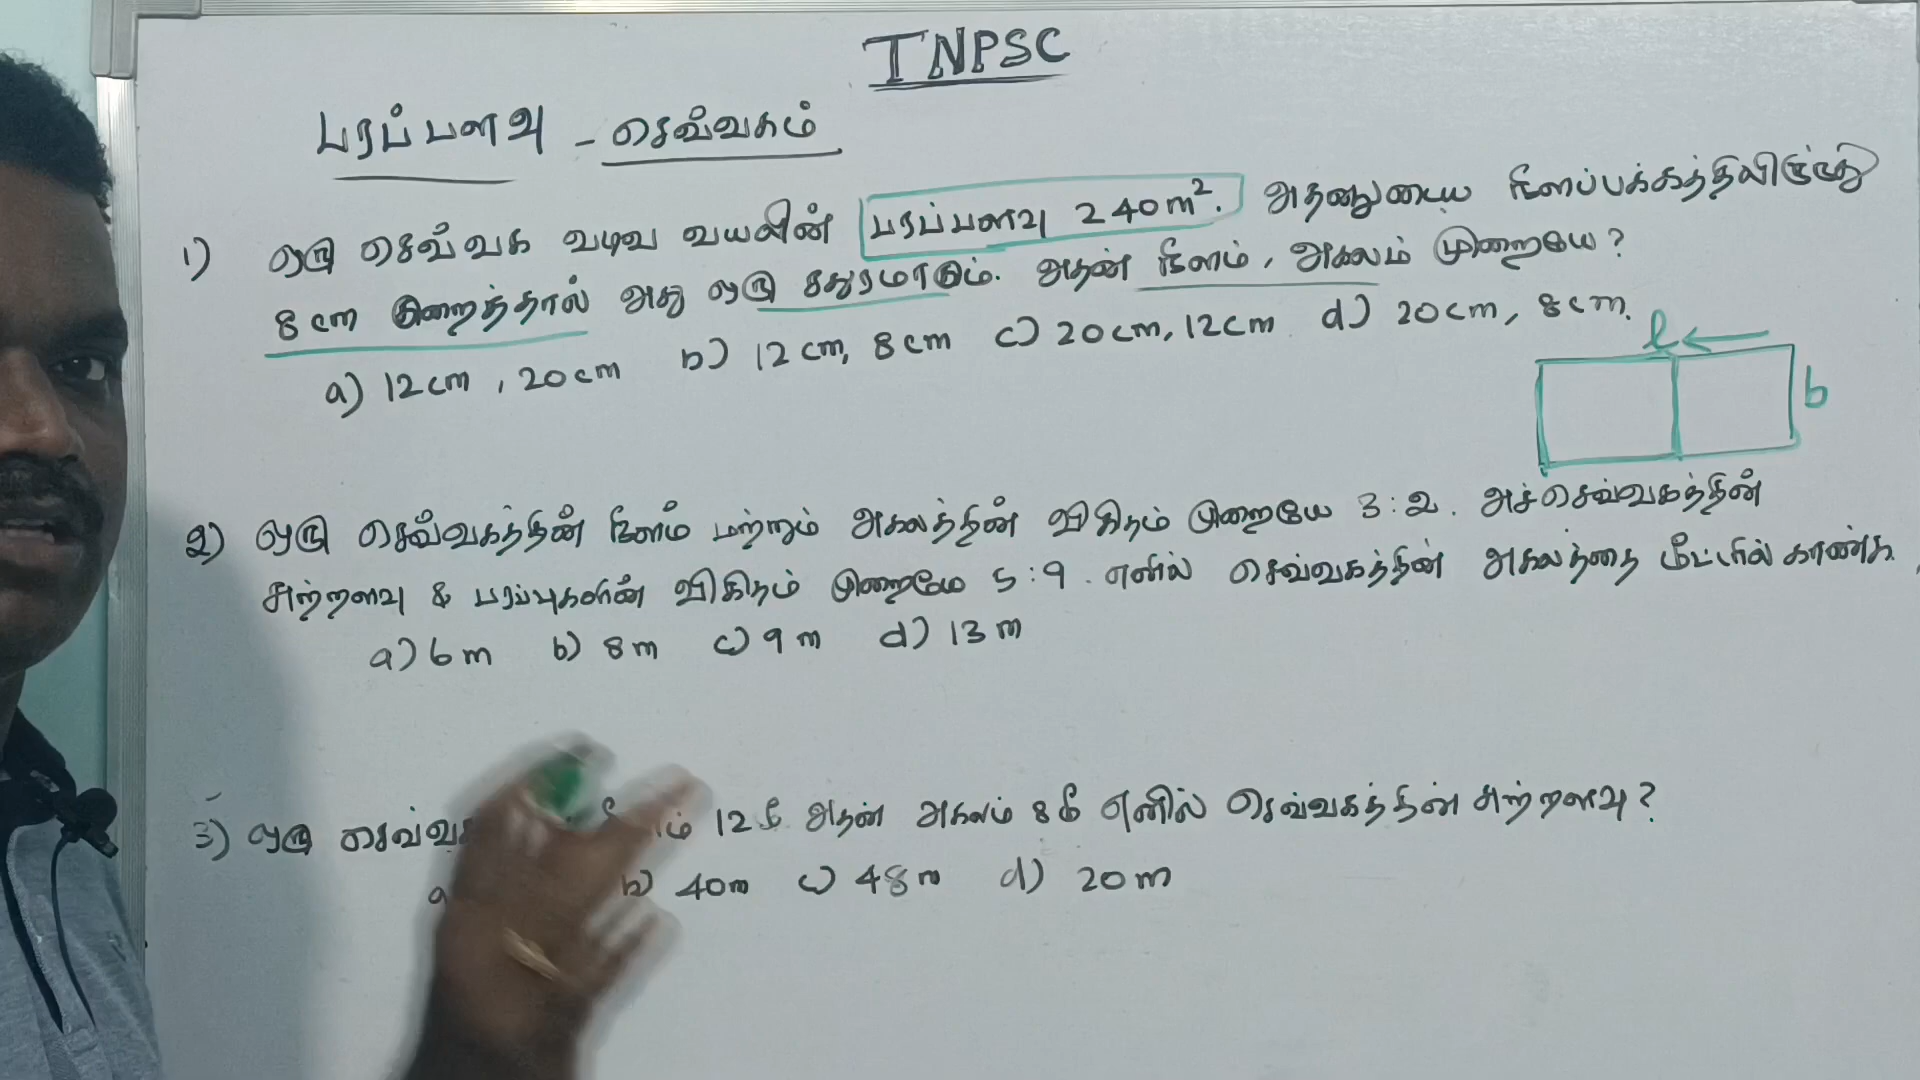 TNPSC
பரப்பளவு - செவ்வகம்
1) ஒரு செவ்வக வடிவ வயலின் பரப்பளவு 240m². அதனுடைய நீளப்பக்கத்திலிருந்து
8cm குறைத்தால் அது ஒரு சதுரமாகும். அதன் நீளம், அகலம் முறையே?
a) 12cm, 20cm b) 12cm, 8cm c) 20cm, 12cm d) 20cm, 8cm.
l
b
2) ஒரு செவ்வகத்தின் நீளம் மற்றும் அகலத்தின் விகிதம் முறையே 3:2. அச்செவ்வகத்தின்
சுற்றளவு & பரப்புகளின் விகிதம் முறையே 5:9. எனில் செவ்வகத்தின் அகலத்தை மீட்டரில் காண்க.
a) 6m b) 8m c) 9m d) 13m
3) ஒரு 12மீ அதன் அகலம் 8மீ எனில் செவ்வகத்தின் சுற்றளவு?
b) 40m c) 48m d) 20m